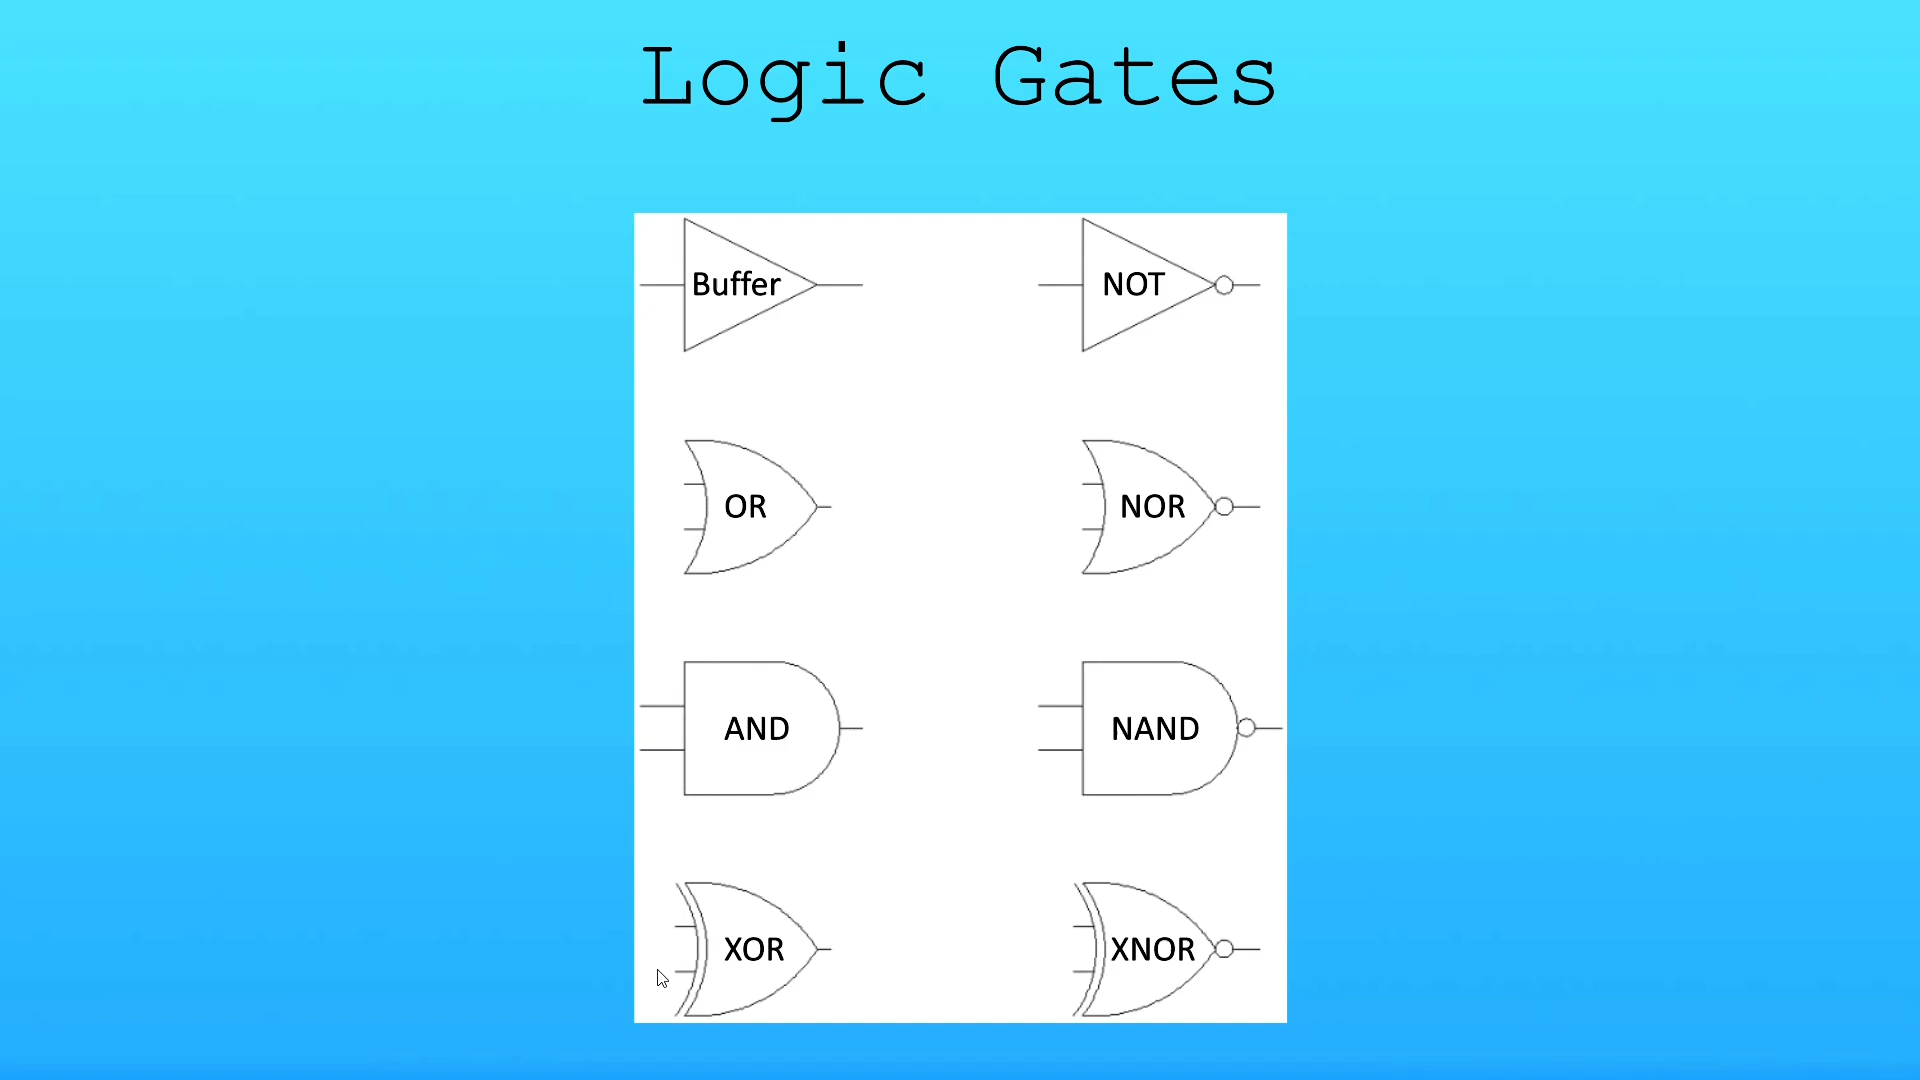 Logic Gates
Buffer
NOT
OR
NOR
AND
NAND
XOR
XNOR